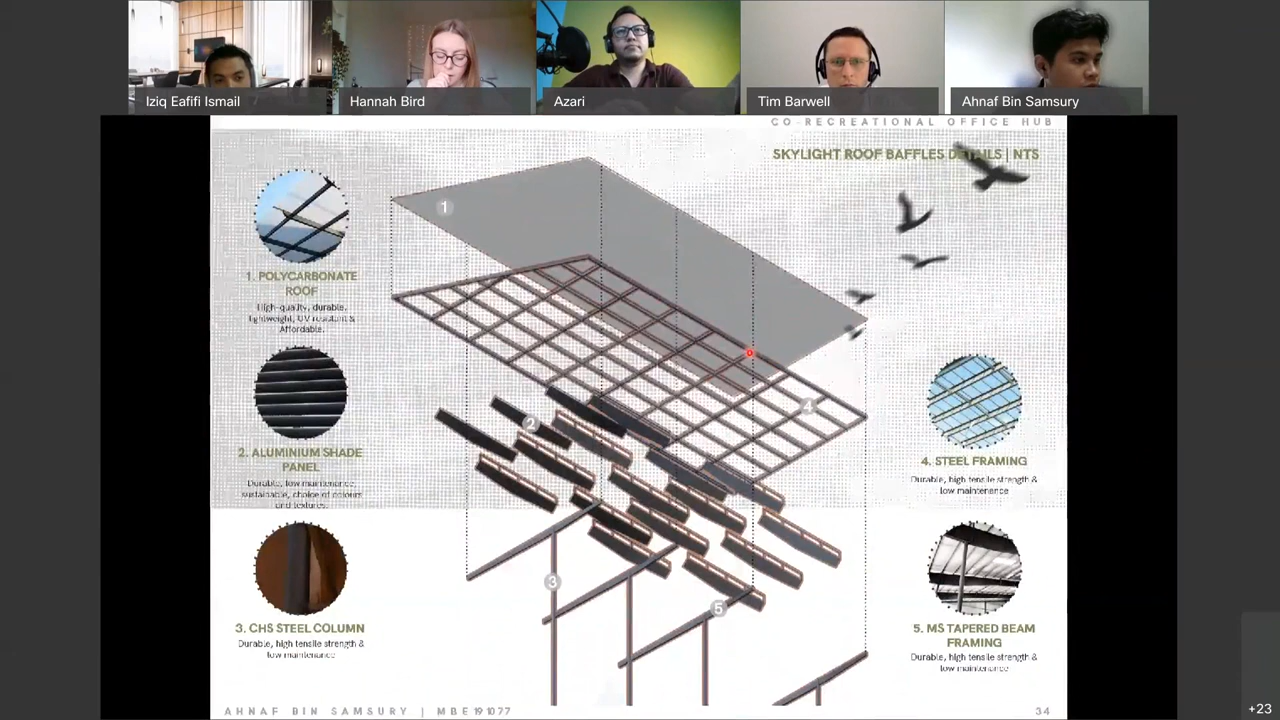 Iziq Eafifi Ismail
Hannah Bird
Azari
Tim Barwell
Ahnaf Bin Samsury
CO-RECREATIONAL OFFICE HUB
SKYLIGHT ROOF BAFFLES DETAILS | NTS
1
1. POLYCARBONATE
ROOF
High-quality, durable,
lightweight, UV resistant &
Affordable.
4
2
2. ALUMINIUM SHADE
PANEL
Durable, low maintenance,
sustainable, choice of colours
and textures.
4. STEEL FRAMING
Durable, high tensile strength &
low maintenance
3
5
3. CHS STEEL COLUMN
Durable, high tensile strength &
low maintenance
5. MS TAPERED BEAM
FRAMING
Durable, high tensile strength &
low maintenance
AHNAF BIN SAMSURY | MBE191077
34
+23